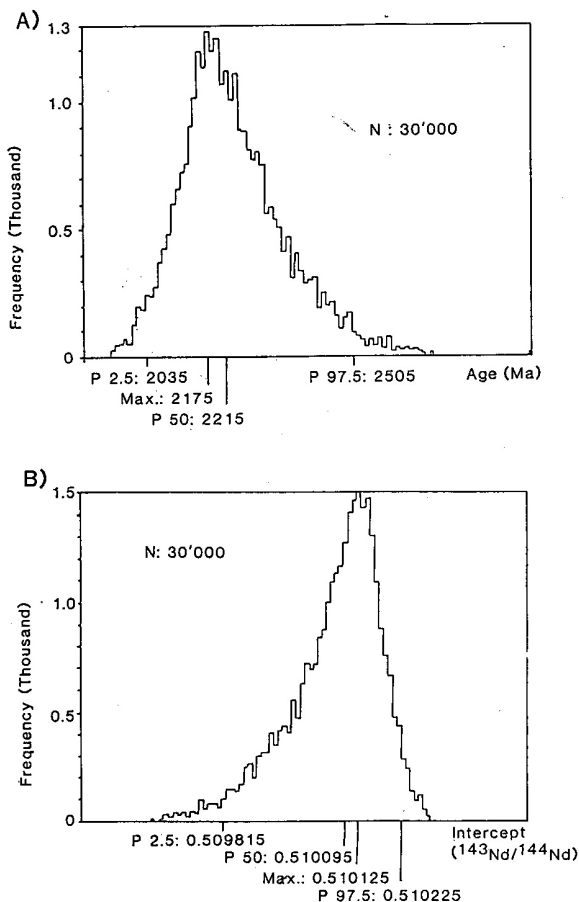 A)
1.3
1.0
0.5
0
Frequency (Thousand)
N : 30'000
P 2.5: 2035
P 97.5: 2505
Age (Ma)
Max.: 2175
P 50: 2215
B)
1.5
1.0
0.5
0
Frequency (Thousand)
N: 30'000
P 2.5: 0.509815
Intercept
(143Nd/144Nd)
P 50: 0.510095
Max.: 0.510125
P 97.5: 0.510225